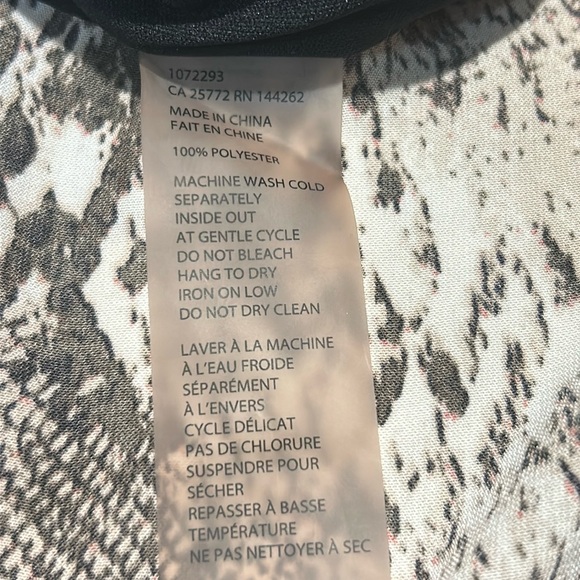 1072293
CA 25772 RN 144262
MADE IN CHINA
FAIT EN CHINE
100% POLYESTER
MACHINE WASH COLD
SEPARATELY
INSIDE OUT
AT GENTLE CYCLE
DO NOT BLEACH
HANG TO DRY
IRON ON LOW
DO NOT DRY CLEAN
LAVER À LA MACHINE
À L'EAU FROIDE
SÉPARÉMENT
À L'ENVERS
CYCLE DÉLICAT
PAS DE CHLORURE
SUSPENDRE POUR
SÉCHER
REPASSER À BASSE
TEMPÉRATURE
NE PAS NETTOYER À SEC